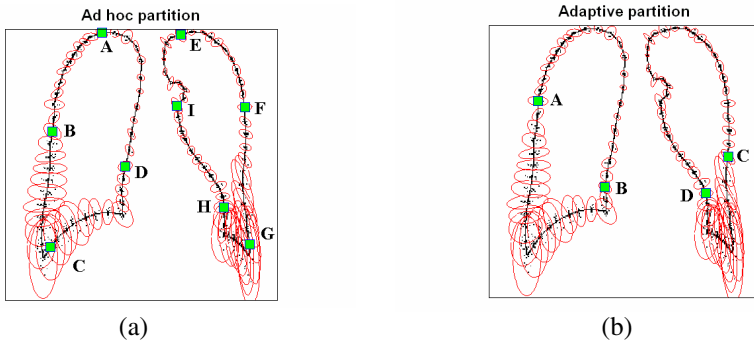 Ad hoc partition
A
E
I
F
B
D
H
G
C
(a)
Adaptive partition
A
C
B
D
(b)